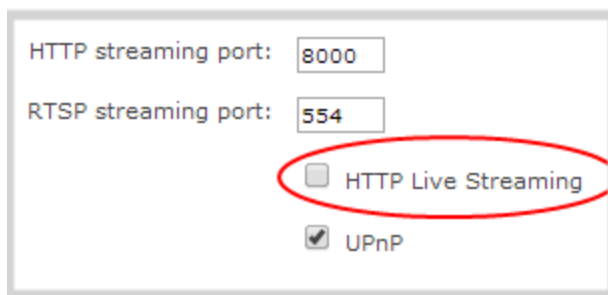 HTTP streaming port: 8000
RTSP streaming port: 554
HTTP Live Streaming
UPnP